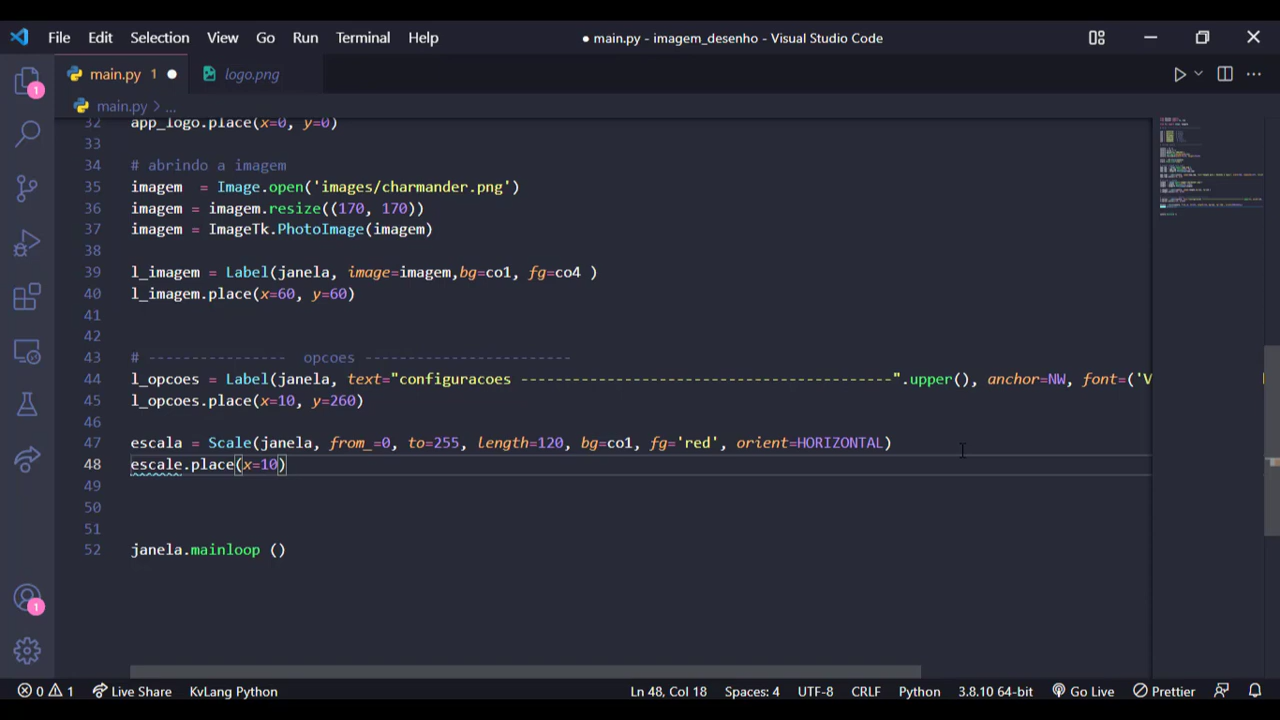 File Edit Selection View Go Run Terminal Help ● main.py - imagem_desenho - Visual Studio Code
main.py 1 ● logo.png
main.py > ...
32 app_logo.place(x=0, y=0)
33
34 # abrindo a imagem
35 imagem  = Image.open('images/charmander.png')
36 imagem = imagem.resize((170, 170))
37 imagem = ImageTk.PhotoImage(imagem)
38
39 l_imagem = Label(janela, image=imagem,bg=co1, fg=co4 )
40 l_imagem.place(x=60, y=60)
41
42
43 # ----------------  opcoes ------------------------
44 l_opcoes = Label(janela, text="configuracoes -------------------------------------------".upper(), anchor=NW, font=('V
45 l_opcoes.place(x=10, y=260)
46
47 escala = Scale(janela, from_=0, to=255, length=120, bg=co1, fg='red', orient=HORIZONTAL)
48 escale.place(x=10)
49
50
51
52 janela.mainloop ()
1
1
0 1 Live Share KvLang Python Ln 48, Col 18 Spaces: 4 UTF-8 CRLF Python 3.8.10 64-bit Go Live Prettier